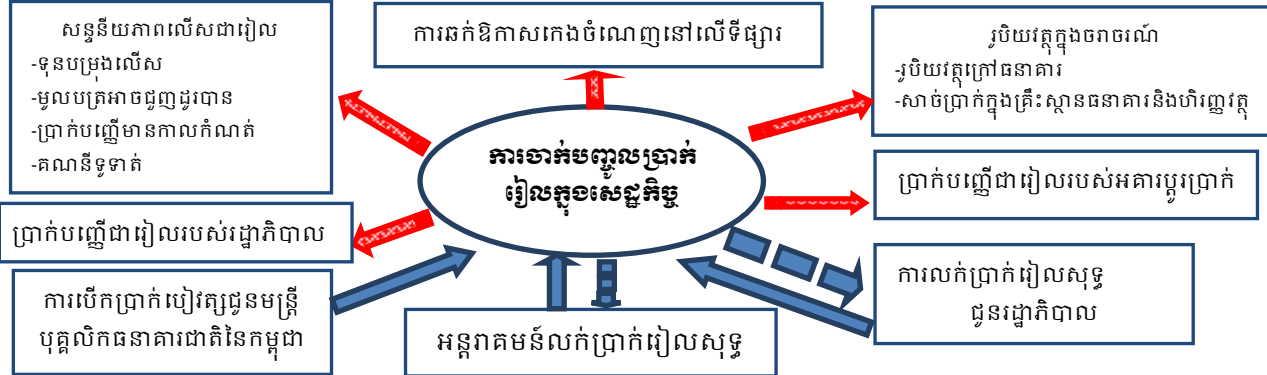 សន្ទនីយភាពលើសជារៀល
-ទុនបម្រុងលើស
-មូលបត្រអាចជួញដូរបាន
-ប្រាក់បញ្ញើមានកាលកំណត់
-គណនីទូទាត់
ការឆក់ឱកាសកេងចំណេញនៅលើទីផ្សារ
រូបិយវត្ថុក្នុងចរាចរណ៍
-រូបិយវត្ថុក្រៅធនាគារ
-សាច់ប្រាក់ក្នុងគ្រឹះស្ថានធនាគារនិងហិរញ្ញវត្ថុ
ការចាក់បញ្ចូលប្រាក់
រៀលក្នុងសេដ្ឋកិច្ច
ប្រាក់បញ្ញើជារៀលរបស់អគារប្តូរប្រាក់
ប្រាក់បញ្ញើជារៀលរបស់រដ្ឋាភិបាល
ការបើកប្រាក់បៀវត្សជូនមន្ត្រី
បុគ្គលិកធនាគារជាតិនៃកម្ពុជា
អន្តរាគមន៍លក់ប្រាក់រៀលសុទ្ធ
ការលក់ប្រាក់រៀលសុទ្ធ
ជូនរដ្ឋាភិបាល